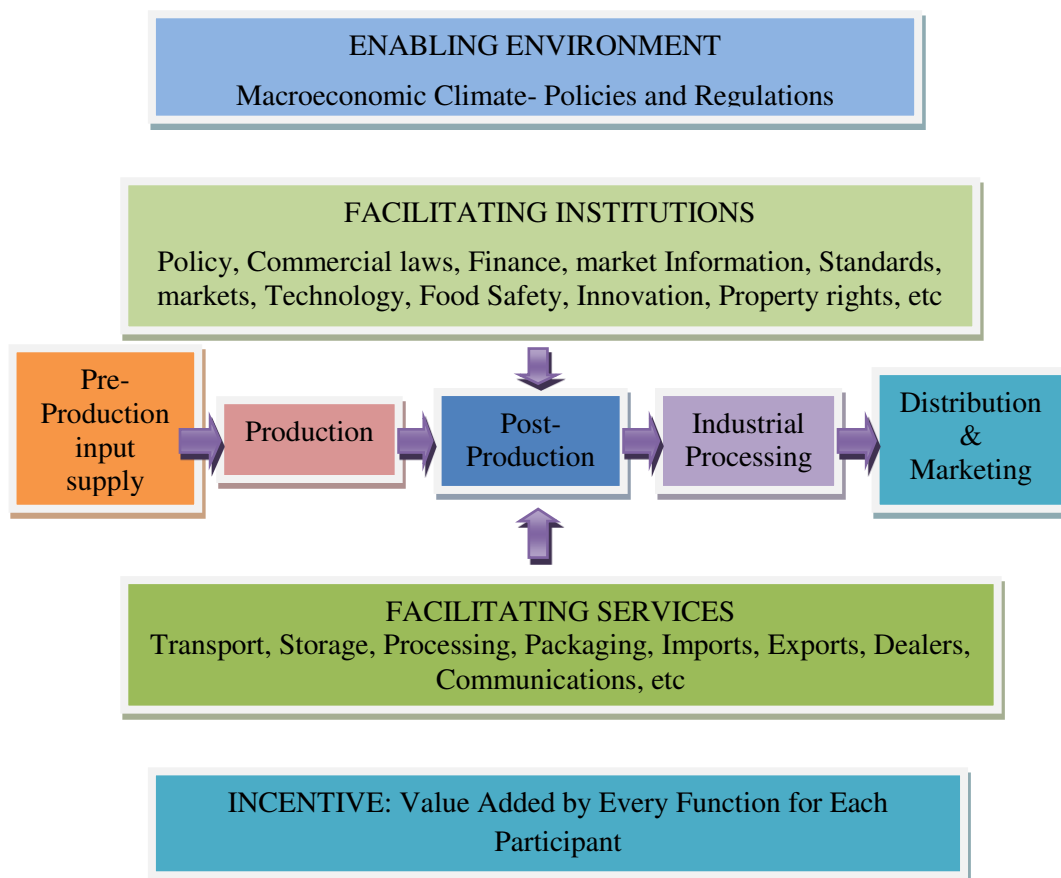 ENABLING ENVIRONMENT
Macroeconomic Climate- Policies and Regulations
FACILITATING INSTITUTIONS
Policy, Commercial laws, Finance, market Information, Standards,
markets, Technology, Food Safety, Innovation, Property rights, etc
Pre-
Production
input
supply
Production
Post-
Production
Industrial
Processing
Distribution
&
Marketing
FACILITATING SERVICES
Transport, Storage, Processing, Packaging, Imports, Exports, Dealers,
Communications, etc
INCENTIVE: Value Added by Every Function for Each
Participant